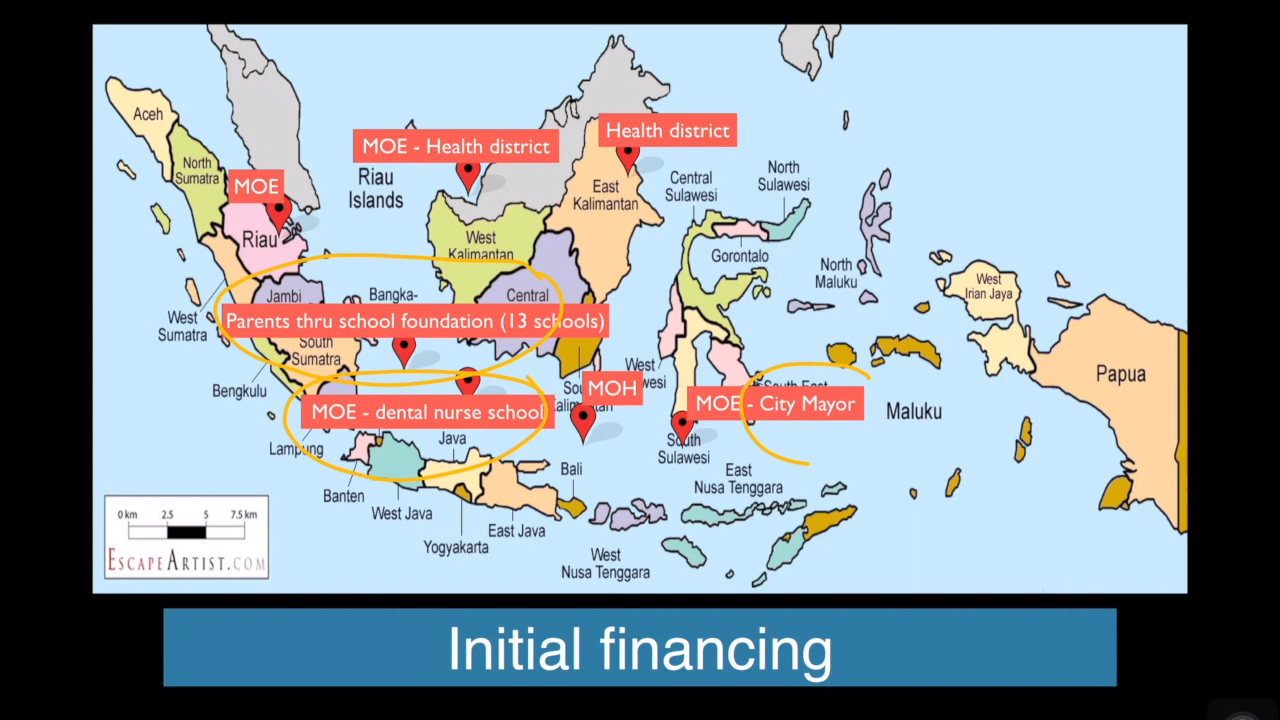 Aceh
North
Sumatra
MOE
Riau
MOE - Health district
Riau
Islands
Health district
East
Kalimantan
West
Kalimantan
Central
Sulawesi
North
Sulawesi
Gorontalo
North
Maluku
West
Irian Jaya
Papua
Maluku
West
Sumatra
Jambi
Bangka-
Central
Parents thru school foundation (13 schools)
South
Sumatra
Bengkulu
MOE - dental nurse school
Lampung
MOH
West
MOE - City Mayor
South East
South
Sulawesi
Java
Banten
West Java
Yogyakarta
East Java
Bali
West
Nusa Tenggara
East
Nusa Tenggara
0 km 2.5 5 7.5 km
ESCAPEARTIST.COM
Initial financing